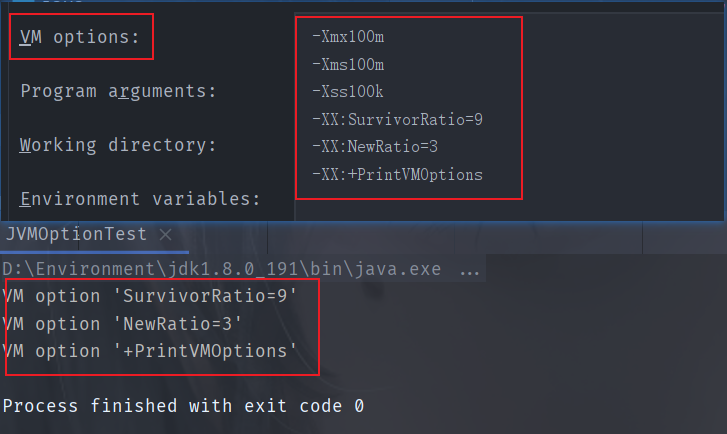 VM options:
-Xmx100m
-Xms100m
Program arguments:
-Xss100k
-XX:SurvivorRatio=9
Working directory:
-XX:NewRatio=3
-XX:+PrintVMOptions
Environment variables:
JVMOptionTest ×
D:\Environment\jdk1.8.0_191\bin\java.exe ...
VM option 'SurvivorRatio=9'
VM option 'NewRatio=3'
VM option '+PrintVMOptions'
Process finished with exit code 0